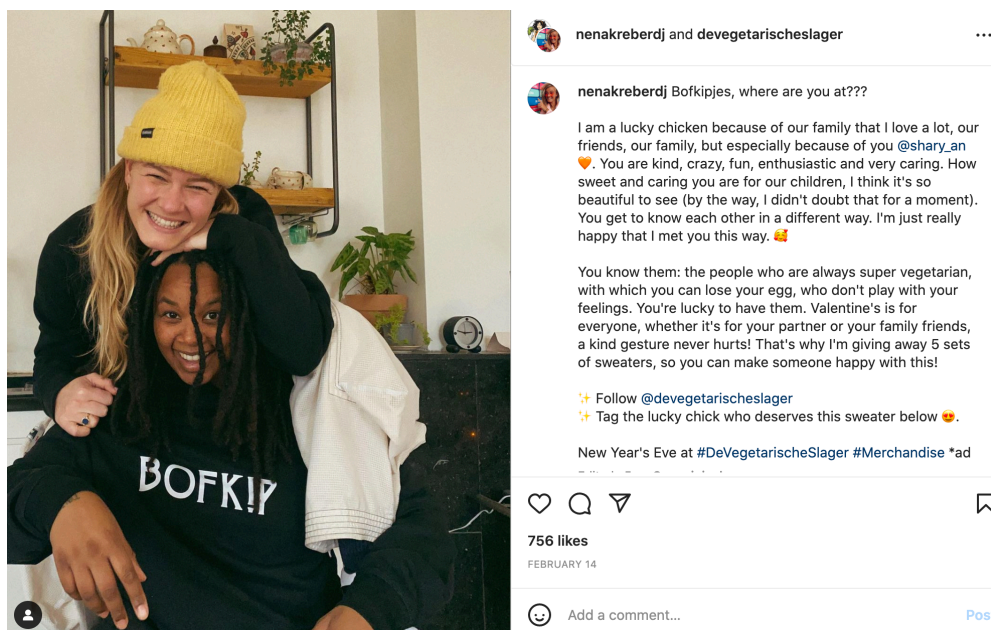 BOFK!P
nenakreberdj and devegetarischeslager
nenakreberdj Bofkipjes, where are you at???
I am a lucky chicken because of our family that I love a lot, our
friends, our family, but especially because of you @shary_an
🧡. You are kind, crazy, fun, enthusiastic and very caring. How
sweet and caring you are for our children, I think it's so
beautiful to see (by the way, I didn't doubt that for a moment).
You get to know each other in a different way. I'm just really
happy that I met you this way. 🥰
You know them: the people who are always super vegetarian,
with which you can lose your egg, who don't play with your
feelings. You're lucky to have them. Valentine's is for
everyone, whether it's for your partner or your family friends,
a kind gesture never hurts! That's why I'm giving away 5 sets
of sweaters, so you can make someone happy with this!
✨ Follow @devegetarischeslager
✨ Tag the lucky chick who deserves this sweater below 😍.
New Year's Eve at #DeVegetarischeSlager #Merchandise *ad
756 likes
FEBRUARY 14
Add a comment...
Pos